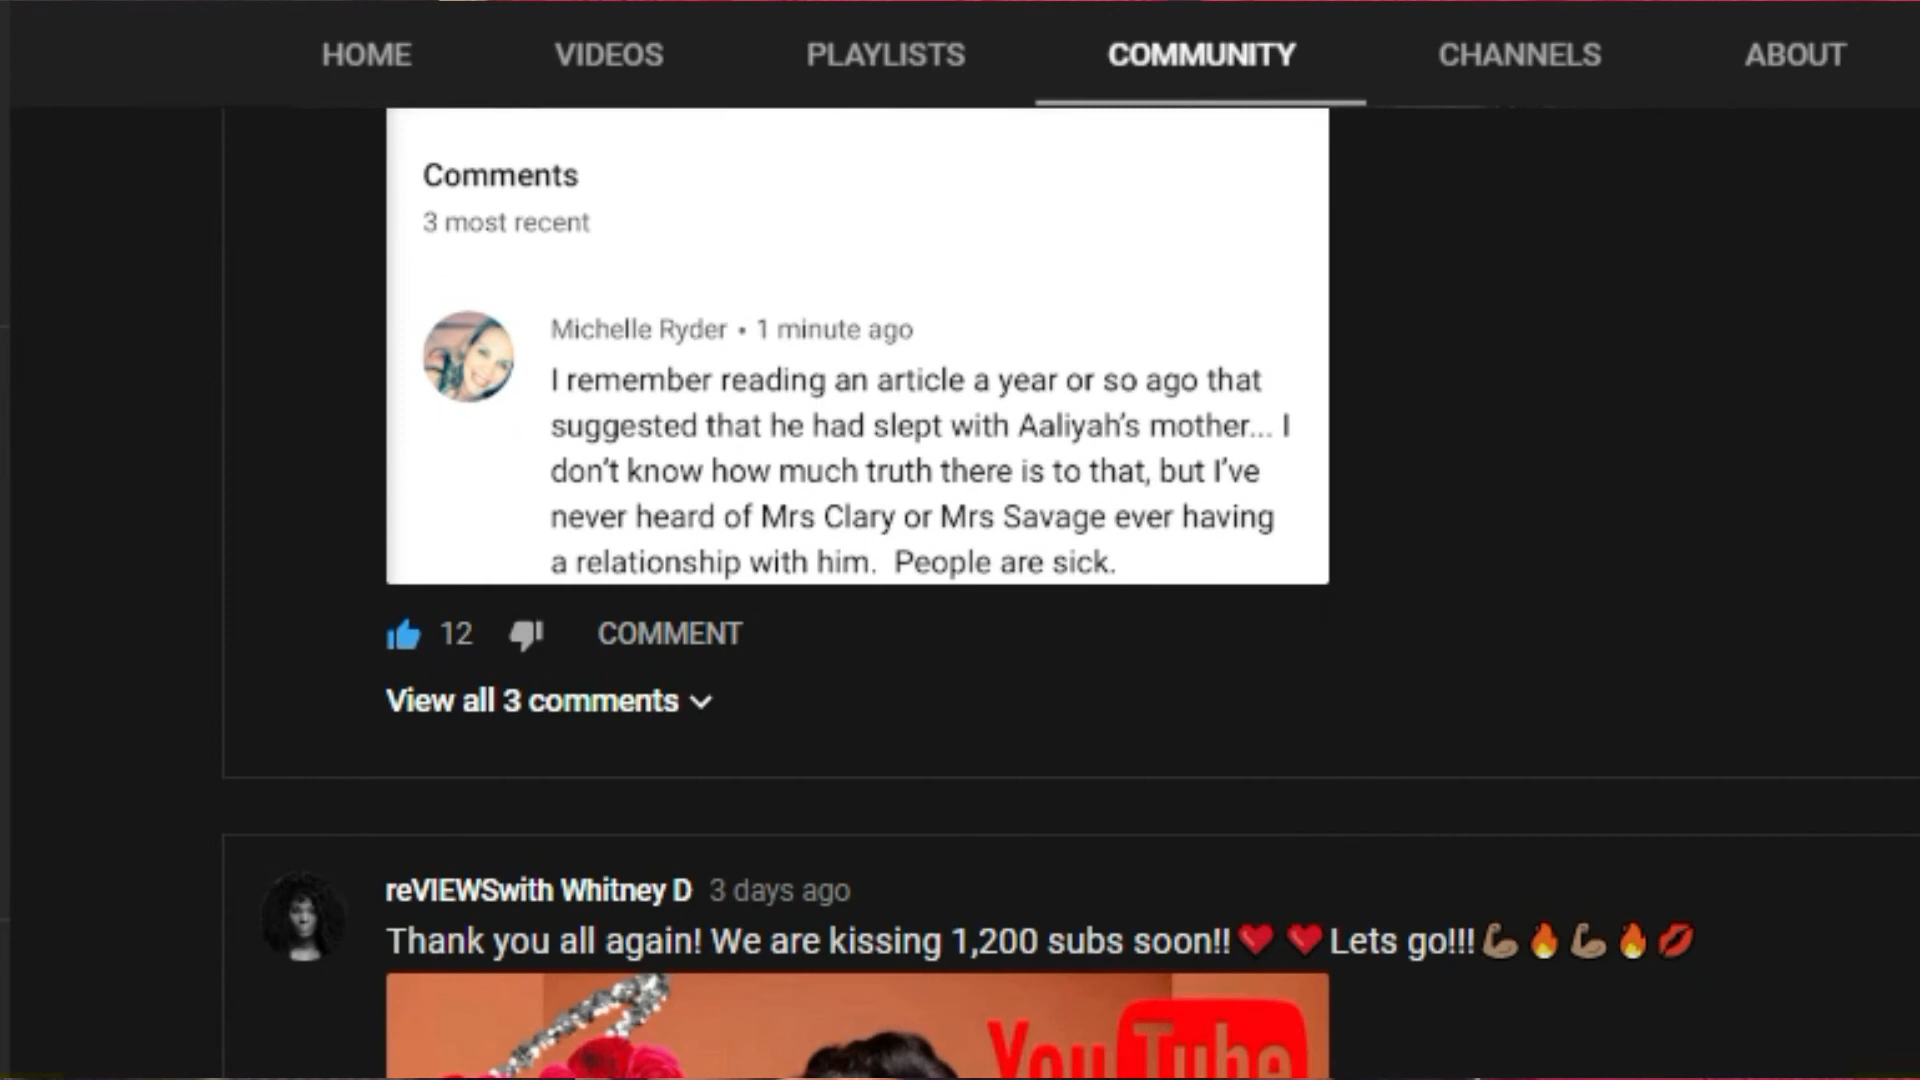 HOME VIDEOS PLAYLISTS COMMUNITY CHANNELS ABOUT
Comments
3 most recent
Michelle Ryder • 1 minute ago
I remember reading an article a year or so ago that
suggested that he had slept with Aaliyah's mother... I
don't know how much truth there is to that, but I've
never heard of Mrs Clary or Mrs Savage ever having
a relationship with him.  People are sick.
12 COMMENT
View all 3 comments
reVIEWSwith Whitney D 3 days ago
Thank you all again! We are kissing 1,200 subs soon!!❤️❤️Lets go!!!💪🏽🔥💪🏽🔥💋
YouTube